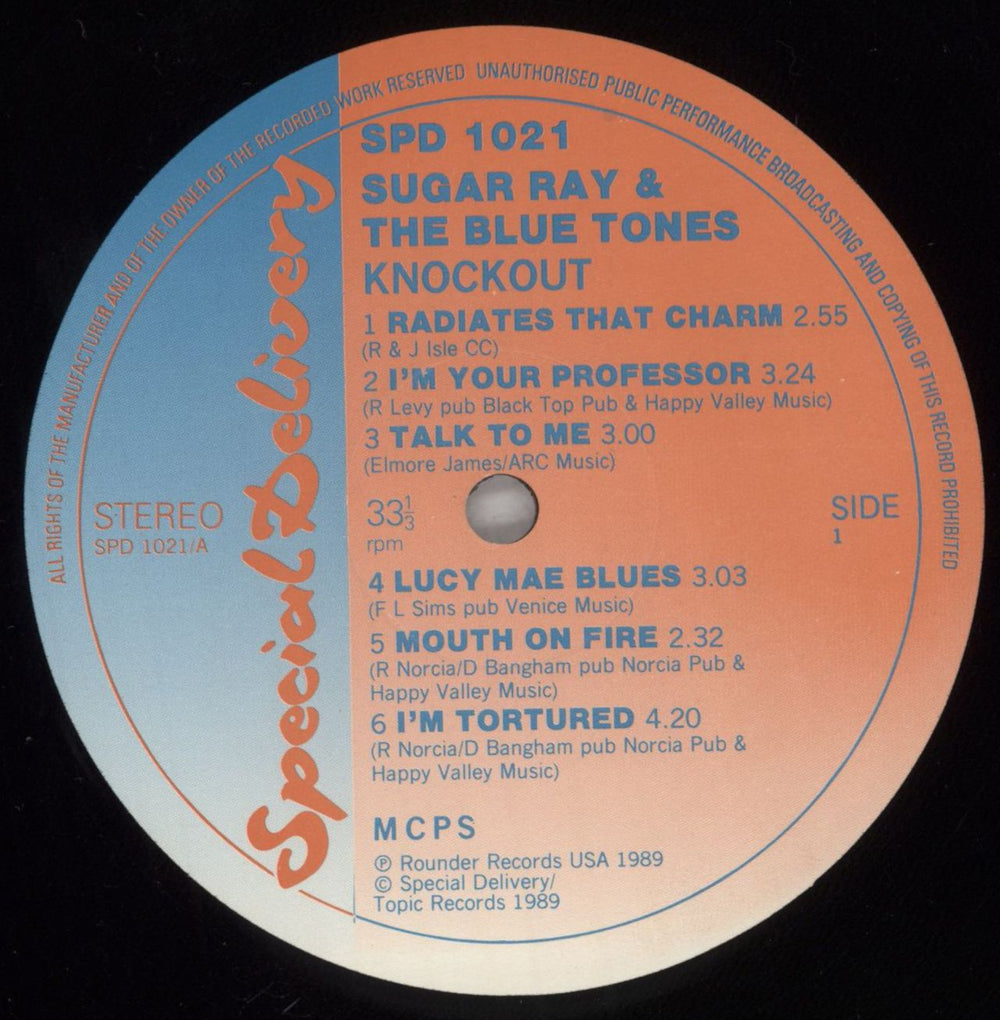 ALL RIGHTS OF THE MANUFACTURER AND OF THE OWNER OF THE RECORDED WORK RESERVED UNAUTHORISED PUBLIC PERFORMANCE BROADCASTING AND COPYING OF THIS RECORD PROHIBITED
Special Delivery
STEREO
SPD 1021/A
SPD 1021
SUGAR RAY &
THE BLUE TONES
KNOCKOUT
1 RADIATES THAT CHARM 2.55
(R & J Isle CC)
2 I'M YOUR PROFESSOR 3.24
(R Levy pub Black Top Pub & Happy Valley Music)
3 TALK TO ME 3.00
(Elmore James/ARC Music)
33⅓
rpm
SIDE
1
4 LUCY MAE BLUES 3.03
(F L Sims pub Venice Music)
5 MOUTH ON FIRE 2.32
(R Norcia/D Bangham pub Norcia Pub &
Happy Valley Music)
6 I'M TORTURED 4.20
(R Norcia/D Bangham pub Norcia Pub &
Happy Valley Music)
MCPS
℗ Rounder Records USA 1989
© Special Delivery/
Topic Records 1989